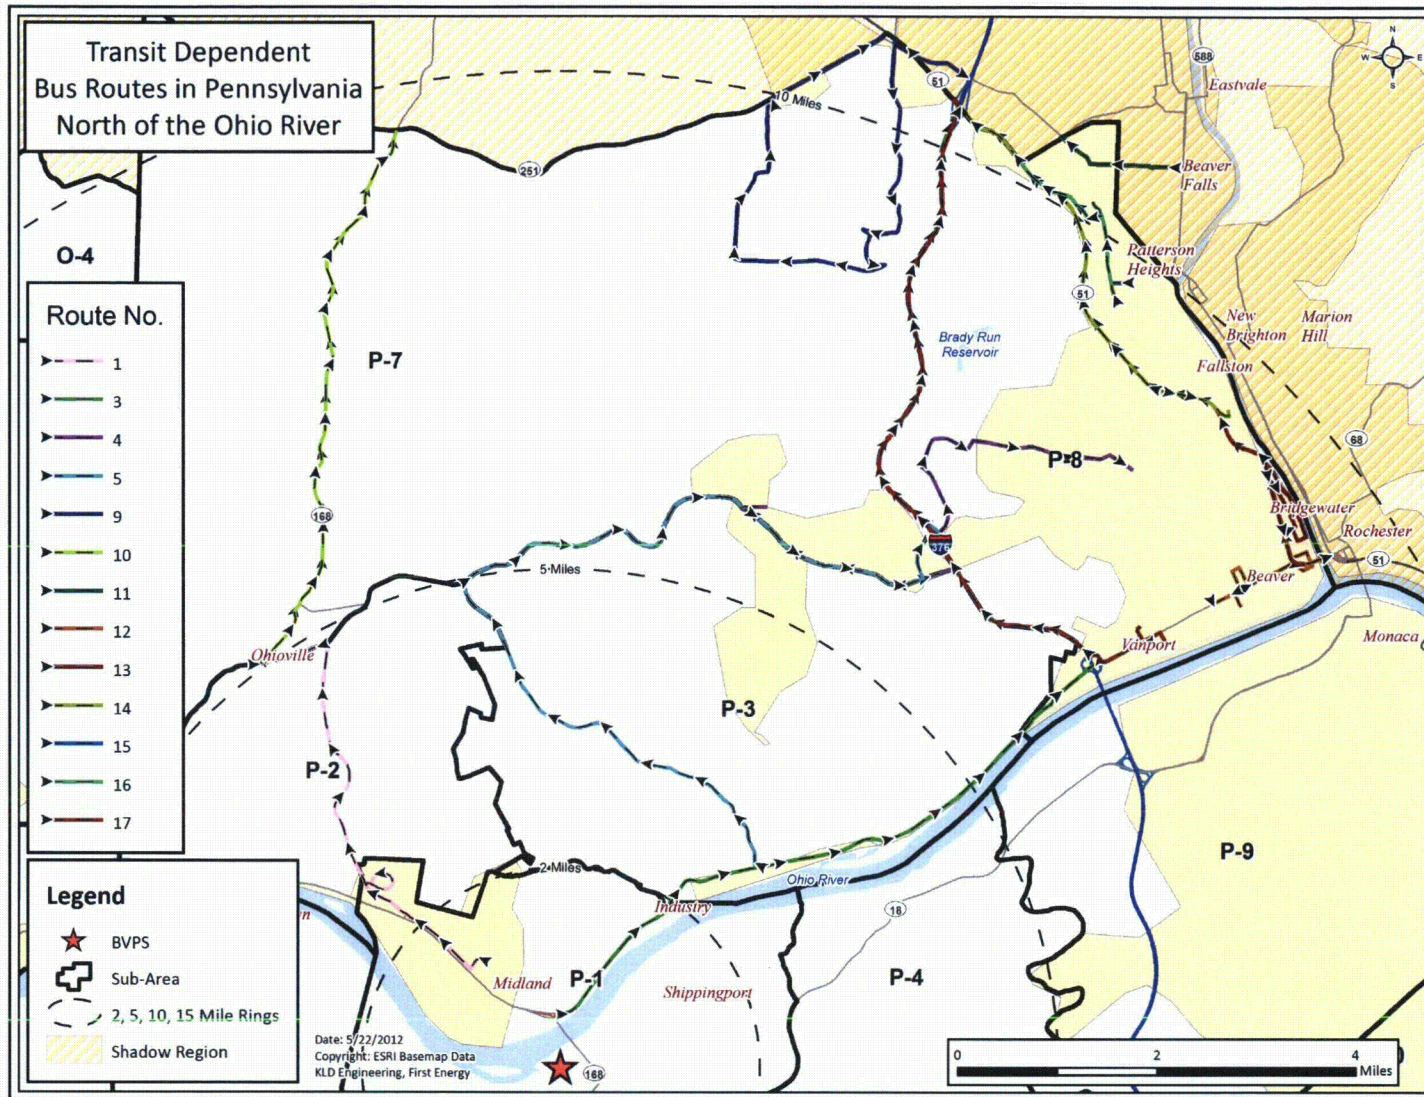 Transit Dependent
Bus Routes in Pennsylvania
North of the Ohio River
N
W E
S
588
Eastvale
51
10 Miles
251
Beaver
Falls
O-4
Patterson
Heights
51
New
Brighton
Marion
Hill
Fallston
Brady Run
Reservoir
P-7
68
P-8
168
Bridgewater
Rochester
376
51
5 Miles
Beaver
Monaca
Vanport
Ohioville
P-3
P-2
P-9
2 Miles
Ohio River
Industry
18
P-1
P-4
Midland
Shippingport
168
Route No.
1
3
4
5
9
10
11
12
13
14
15
16
17
Legend
BVPS
Sub-Area
2, 5, 10, 15 Mile Rings
Shadow Region
Date: 5/22/2012
Copyright: ESRI Basemap Data
KLD Engineering, First Energy
0 2 4
Miles